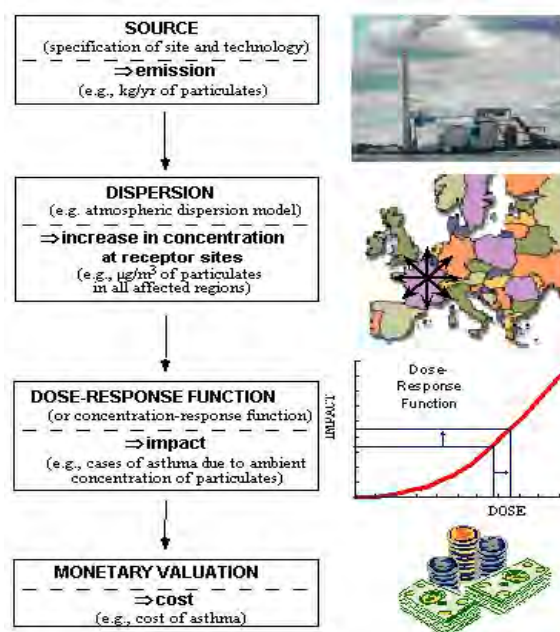 SOURCE
(specification of site and technology)
⇒emission
(e.g., kg/yr of particulates)
DISPERSION
(e.g. atmospheric dispersion model)
⇒increase in concentration
at receptor sites
(e.g., µg/m³ of particulates
in all affected regions)
DOSE-RESPONSE FUNCTION
(or concentration-response function)
⇒impact
(e.g., cases of asthma due to ambient
concentration of particulates)
MONETARY VALUATION
⇒cost
(e.g., cost of asthma)
Dose-
Response
Function
IMPACT
DOSE